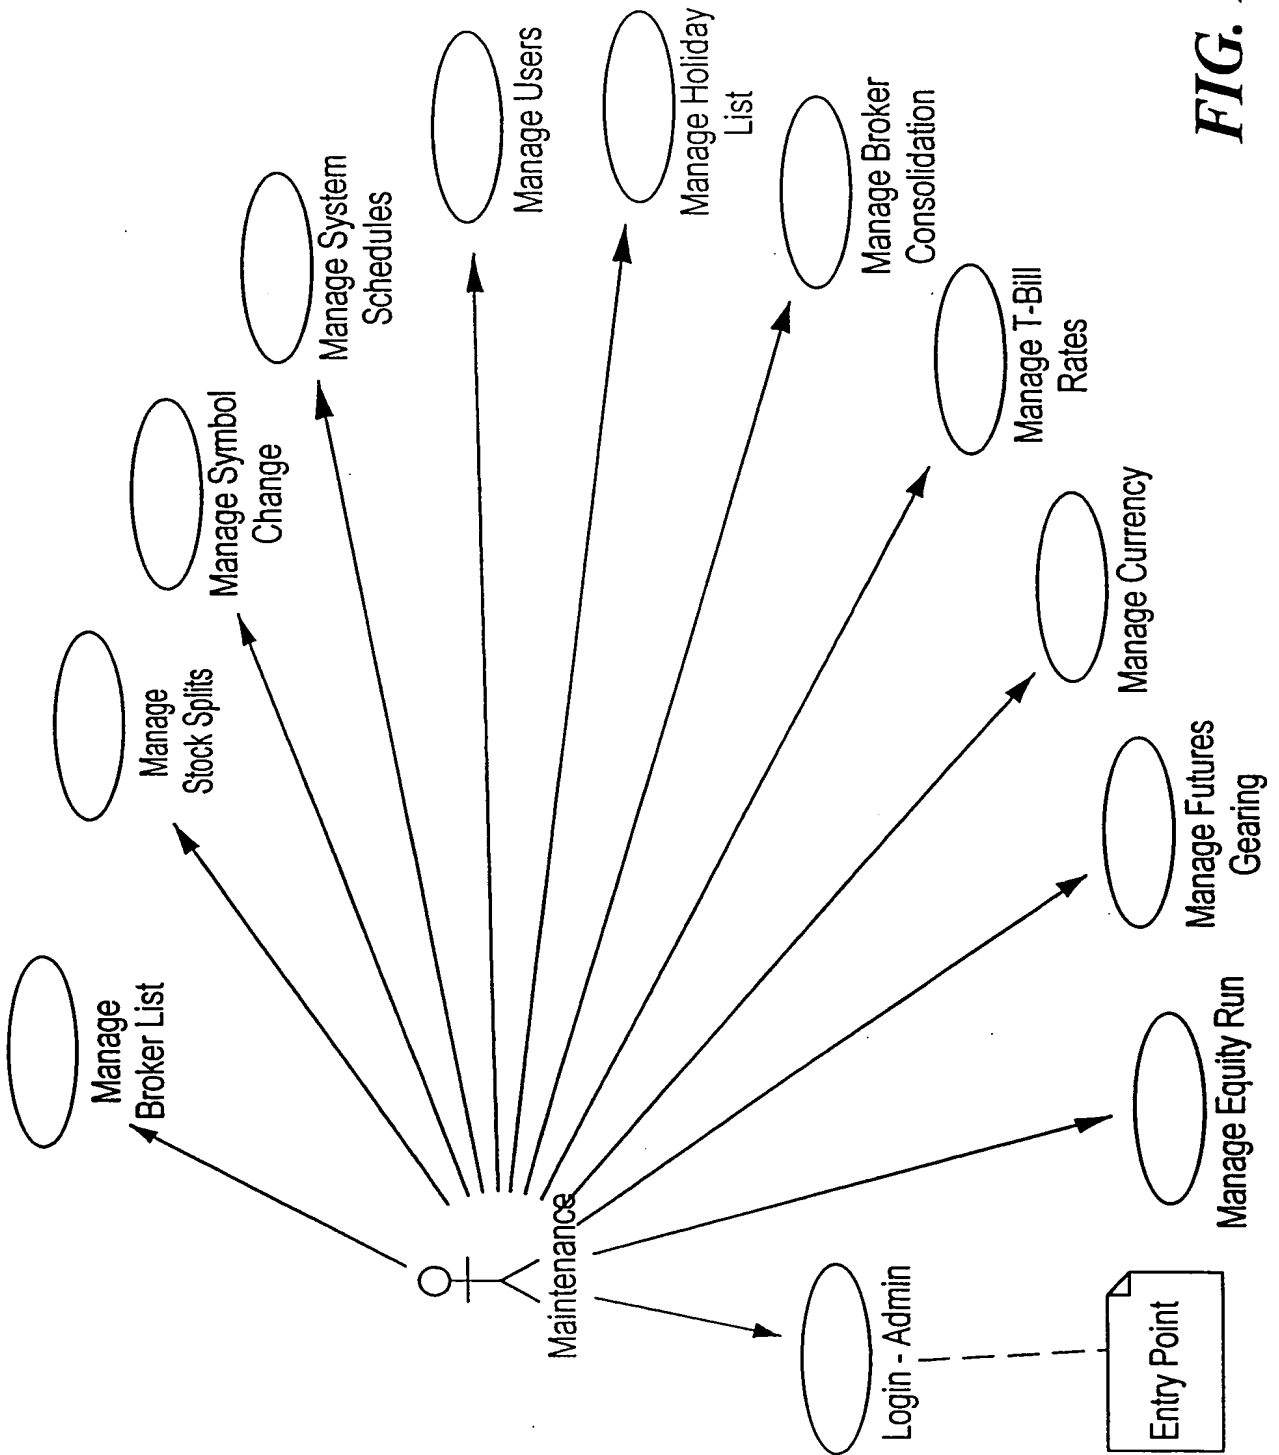 Manage
Broker List
Manage
Stock Splits
Manage Symbol
Change
Manage System
Schedules
Manage Users
Manage Holiday
List
Manage Broker
Consolidation
Manage T-Bill
Rates
Manage Currency
Manage Futures
Gearing
Manage Equity Run
Maintenance
Login - Admin
Entry Point
FIG.